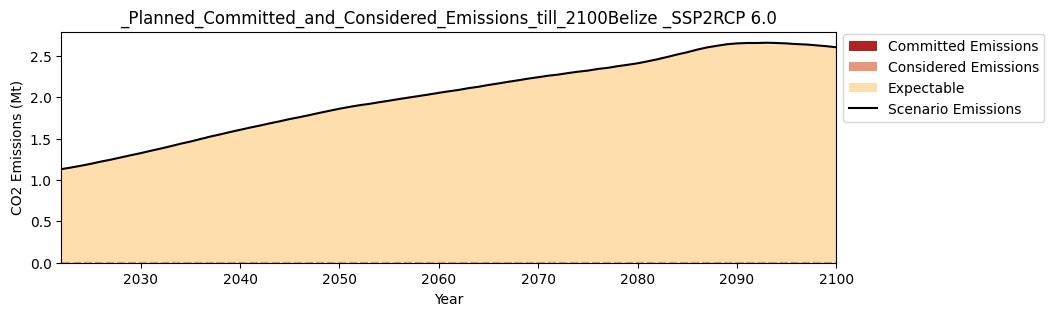 _Planned_Committed_and_Considered_Emissions_till_2100Belize _SSP2RCP 6.0
Committed Emissions
Considered Emissions
Expectable
Scenario Emissions
CO2 Emissions (Mt)
2.5
2.0
1.5
1.0
0.5
0.0
2030 2040 2050 2060 2070 2080 2090 2100
Year